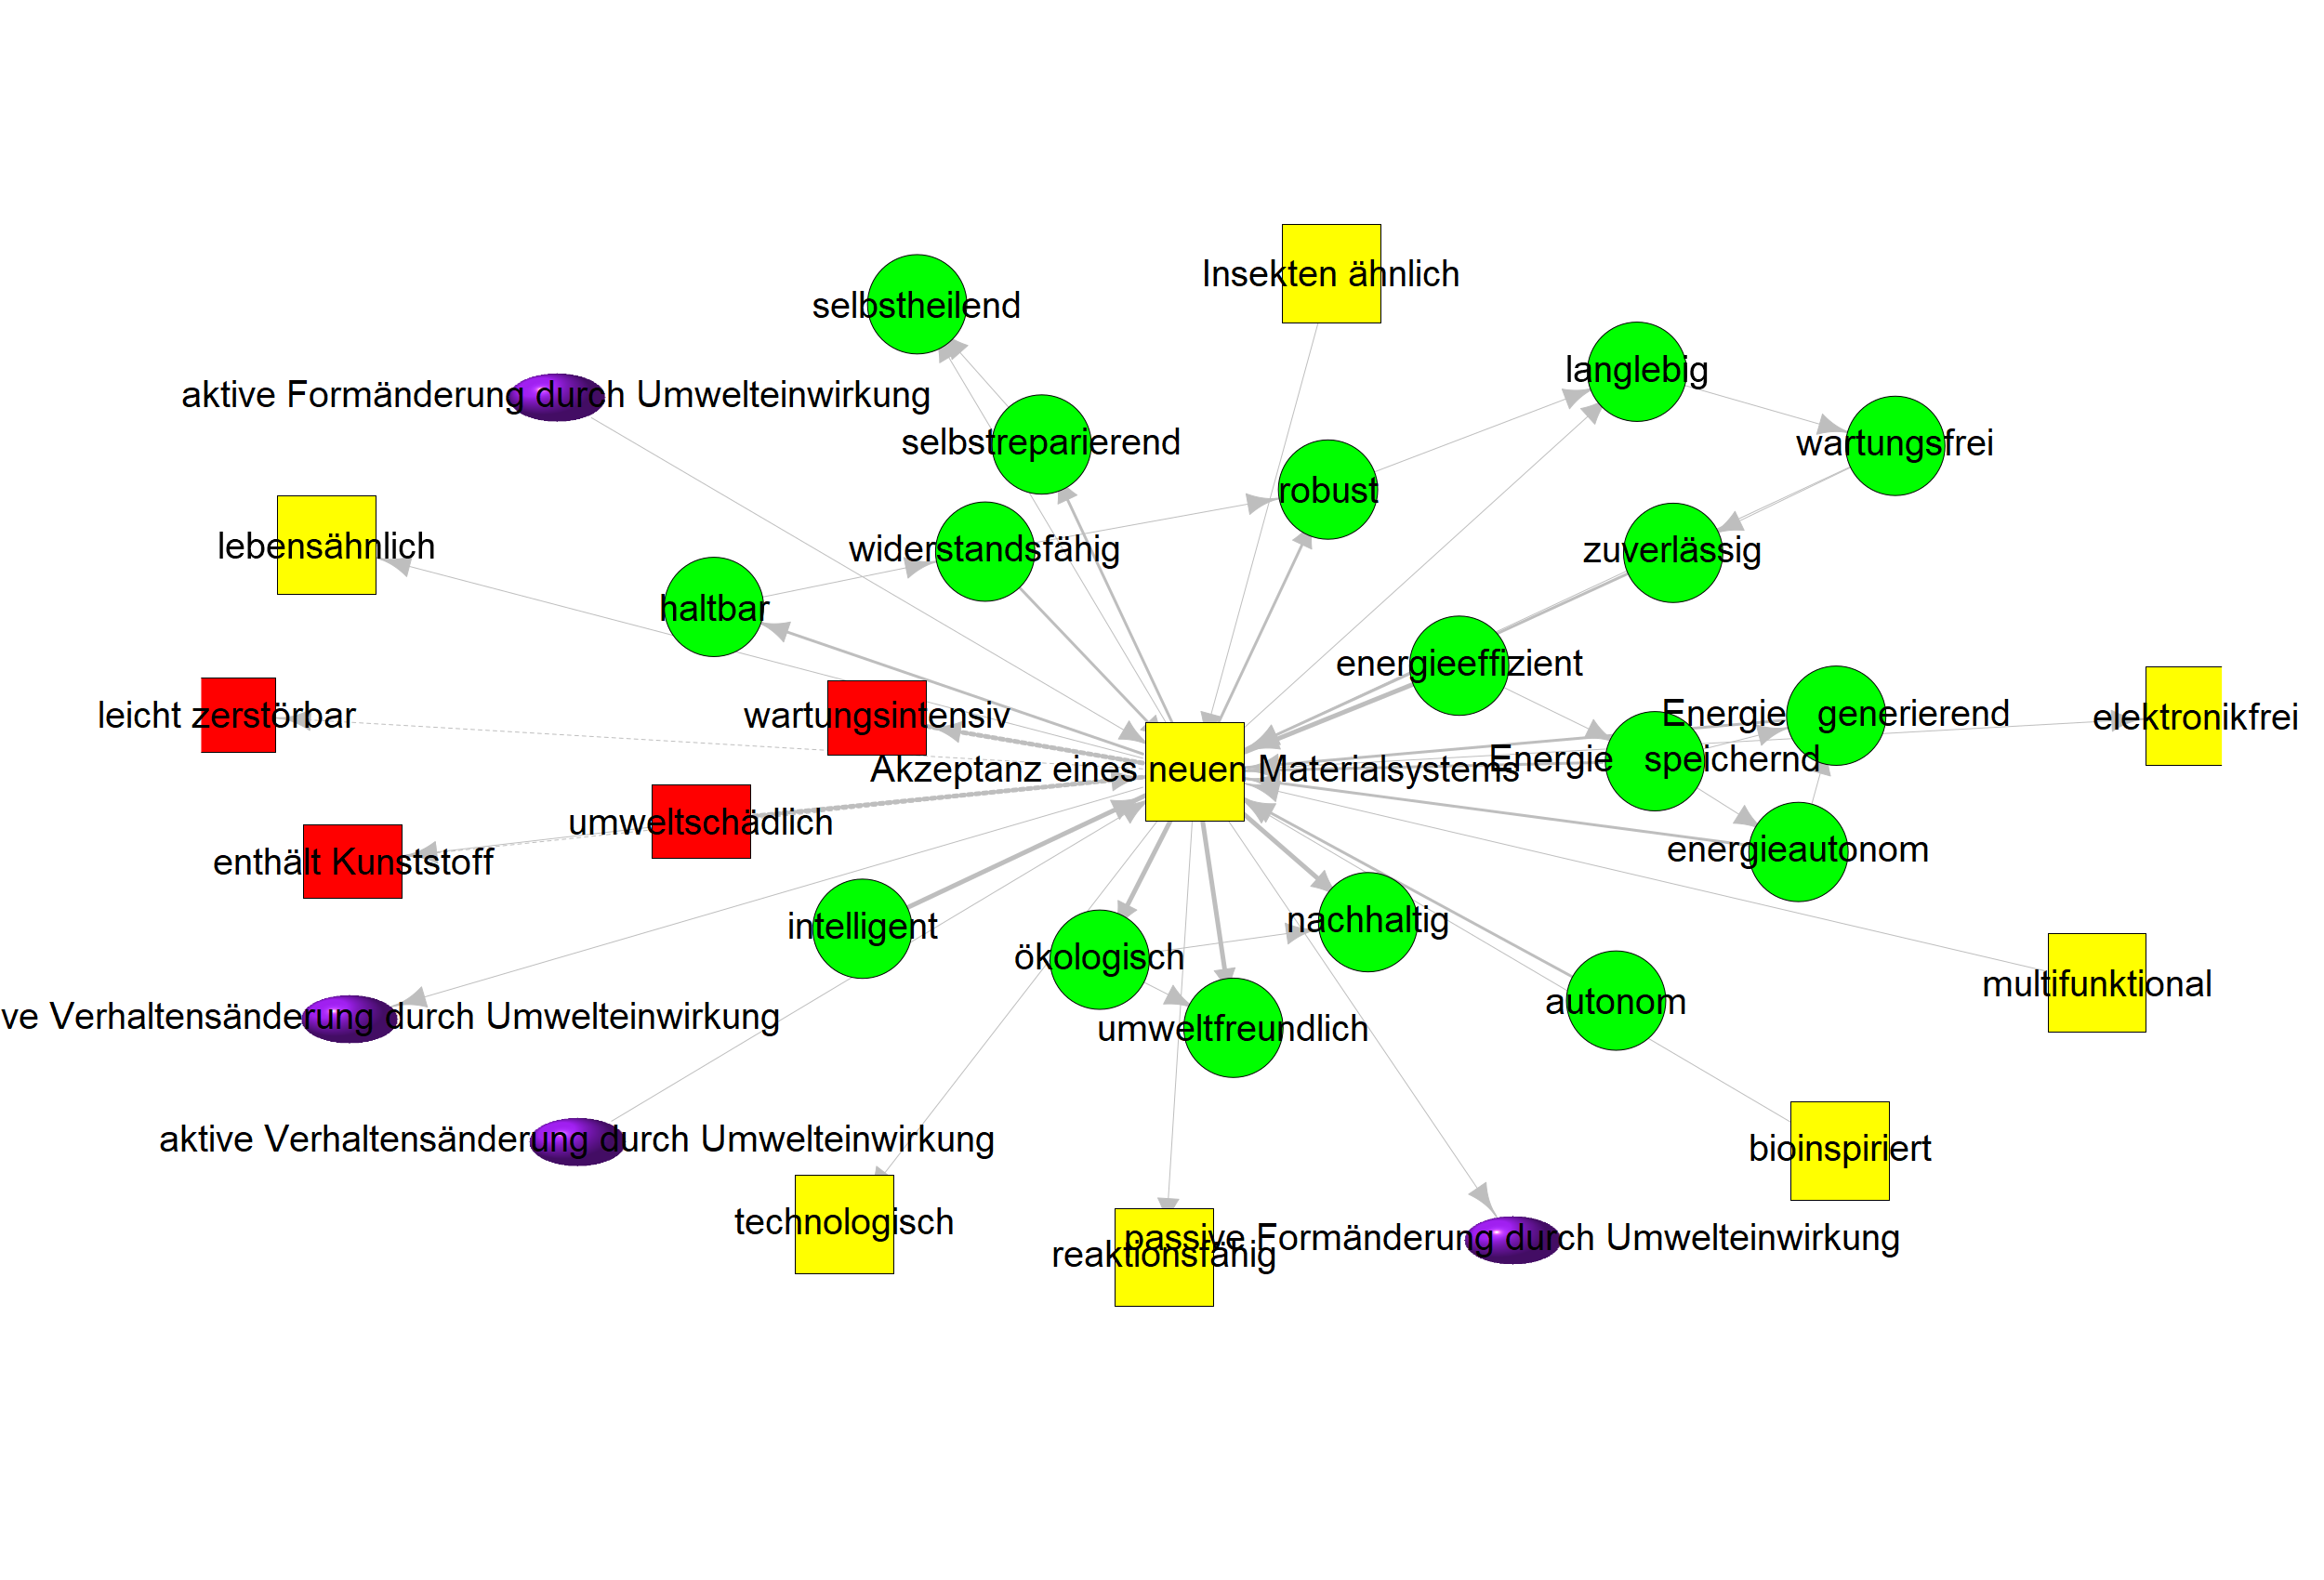 Insekten ähnlich
selbstheilend
langlebig
aktive Formänderung durch Umwelteinwirkung
selbstreparierend
wartungsfrei
robust
lebensähnlich
widerstandsfähig
zuverlässig
haltbar
energieeffizient
leicht zerstörbar
wartungsintensiv
Energie generierend
elektronikfrei
Akzeptanz eines neuen Materialsystems
Energie speichernd
umweltschädlich
enthält Kunststoff
energieautonom
intelligent
nachhaltig
ökologisch
multifunktional
autonom
ve Verhaltensänderung durch Umwelteinwirkung
umweltfreundlich
aktive Verhaltensänderung durch Umwelteinwirkung
bioinspiriert
technologisch
passive Formänderung durch Umwelteinwirkung
reaktionsfähig